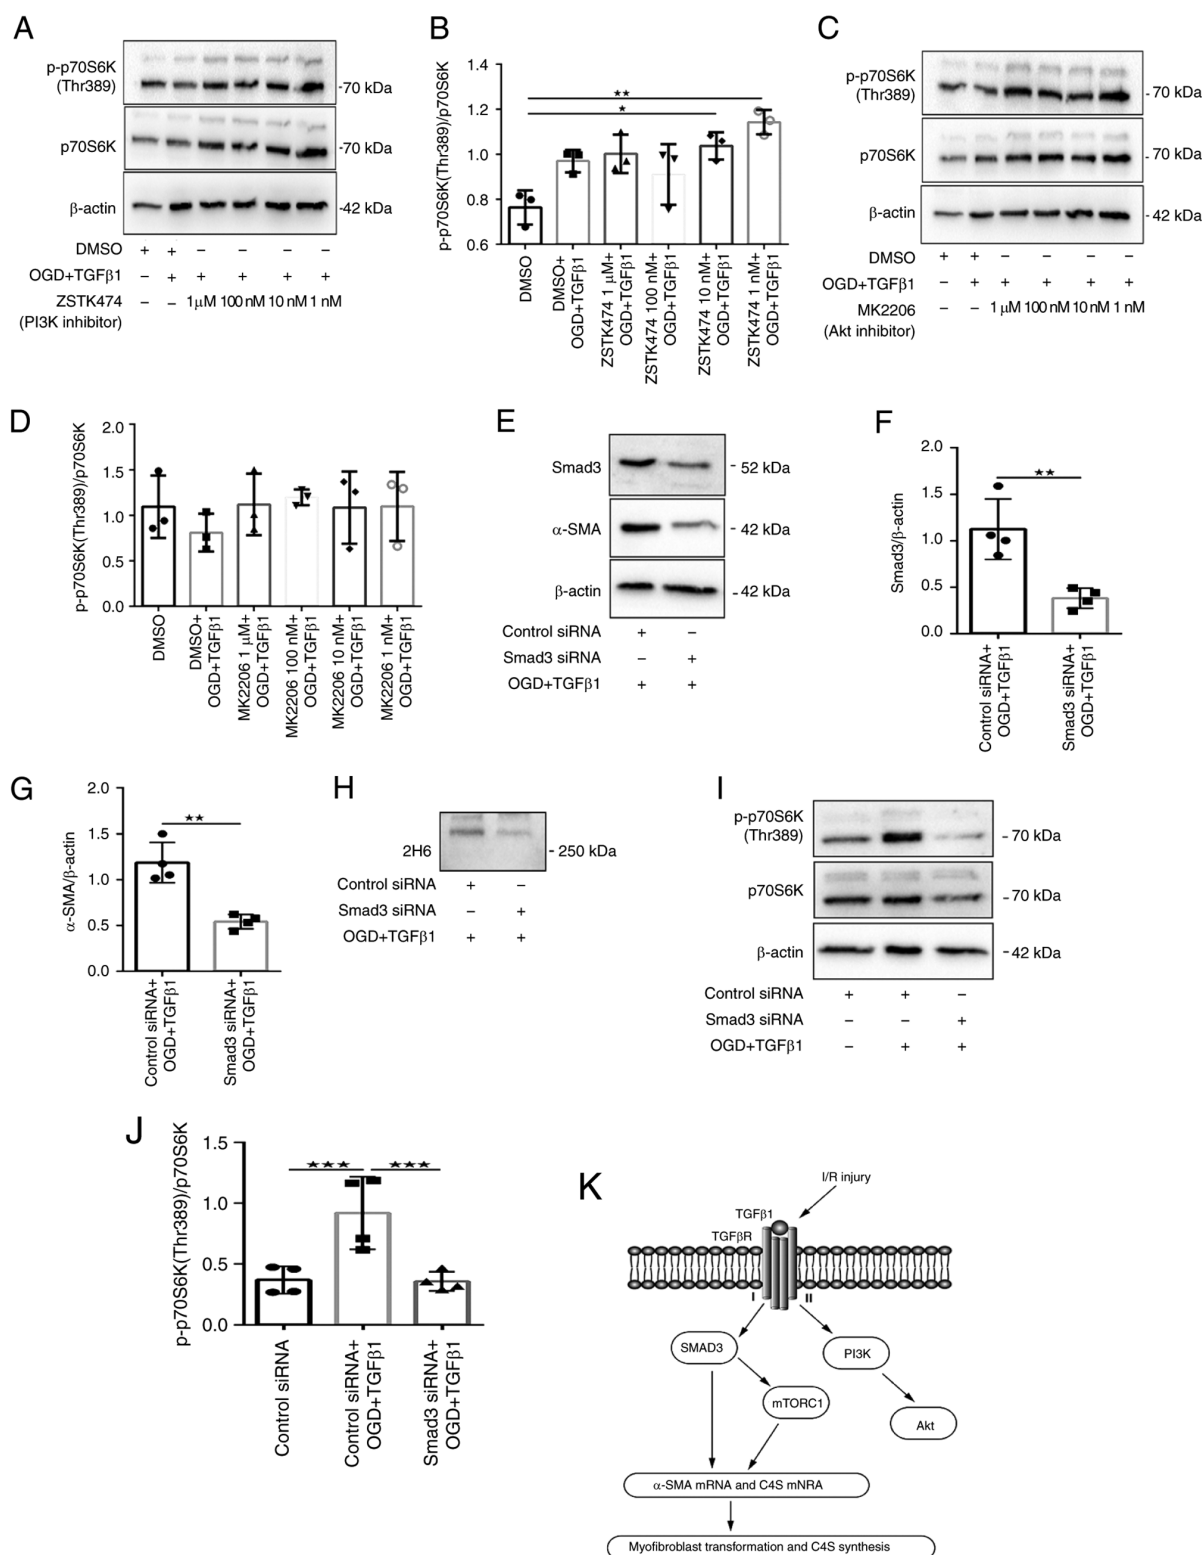 A
p-p70S6K
(Thr389)
-70 kDa
p70S6K
-70 kDa
β-actin
-42 kDa
DMSO + + – – – –
OGD+TGFβ1 – + + + + +
ZSTK474 – – 1 μM 100 nM 10 nM 1 nM
(PI3K inhibitor)
B
p-p70S6K(Thr389)/p70S6K
1.4
1.2
1.0
0.8
0.6
★★
★
DMSO
DMSO+
OGD+TGFβ1
ZSTK474 1 μM+
OGD+TGFβ1
ZSTK474 100 nM+
OGD+TGFβ1
ZSTK474 10 nM+
OGD+TGFβ1
ZSTK474 1 nM+
OGD+TGFβ1
C
p-p70S6K
(Thr389)
- 70 kDa
p70S6K
- 70 kDa
β-actin
- 42 kDa
DMSO + + – – – –
OGD+TGFβ1 – + + + + +
MK2206 – – 1 μM 100 nM 10 nM 1 nM
(Akt inhibitor)
D
p-p70S6K(Thr389)/p70S6K
2.0
1.5
1.0
0.5
0.0
DMSO
DMSO+
OGD+TGFβ1
MK2206 1 μM+
OGD+TGFβ1
MK2206 100 nM+
OGD+TGFβ1
MK2206 10 nM+
OGD+TGFβ1
MK2206 1 nM+
OGD+TGFβ1
E
Smad3
- 52 kDa
α-SMA
- 42 kDa
β-actin
- 42 kDa
Control siRNA + –
Smad3 siRNA – +
OGD+TGFβ1 + +
F
Smad3/β-actin
2.0
1.5
1.0
0.5
0.0
★★
Control siRNA+
OGD+TGFβ1
Smad3 siRNA+
OGD+TGFβ1
G
α-SMA/β-actin
2.0
1.5
1.0
0.5
0.0
★★
Control siRNA+
OGD+TGFβ1
Smad3 siRNA+
OGD+TGFβ1
H
2H6
- 250 kDa
Control siRNA + –
Smad3 siRNA – +
OGD+TGFβ1 + +
I
p-p70S6K
(Thr389)
- 70 kDa
p70S6K
- 70 kDa
β-actin
- 42 kDa
Control siRNA + + –
Smad3 siRNA – – +
OGD+TGFβ1 – + +
J
p-p70S6K(Thr389)/p70S6K
1.5
1.0
0.5
0.0
★★★ ★★★
Control siRNA
Control siRNA+
OGD+TGFβ1
Smad3 siRNA+
OGD+TGFβ1
K
I/R injury
TGFβ1
TGFβR
I II
SMAD3
PI3K
mTORC1
Akt
α-SMA mRNA and C4S mNRA
Myofibroblast transformation and C4S synthesis